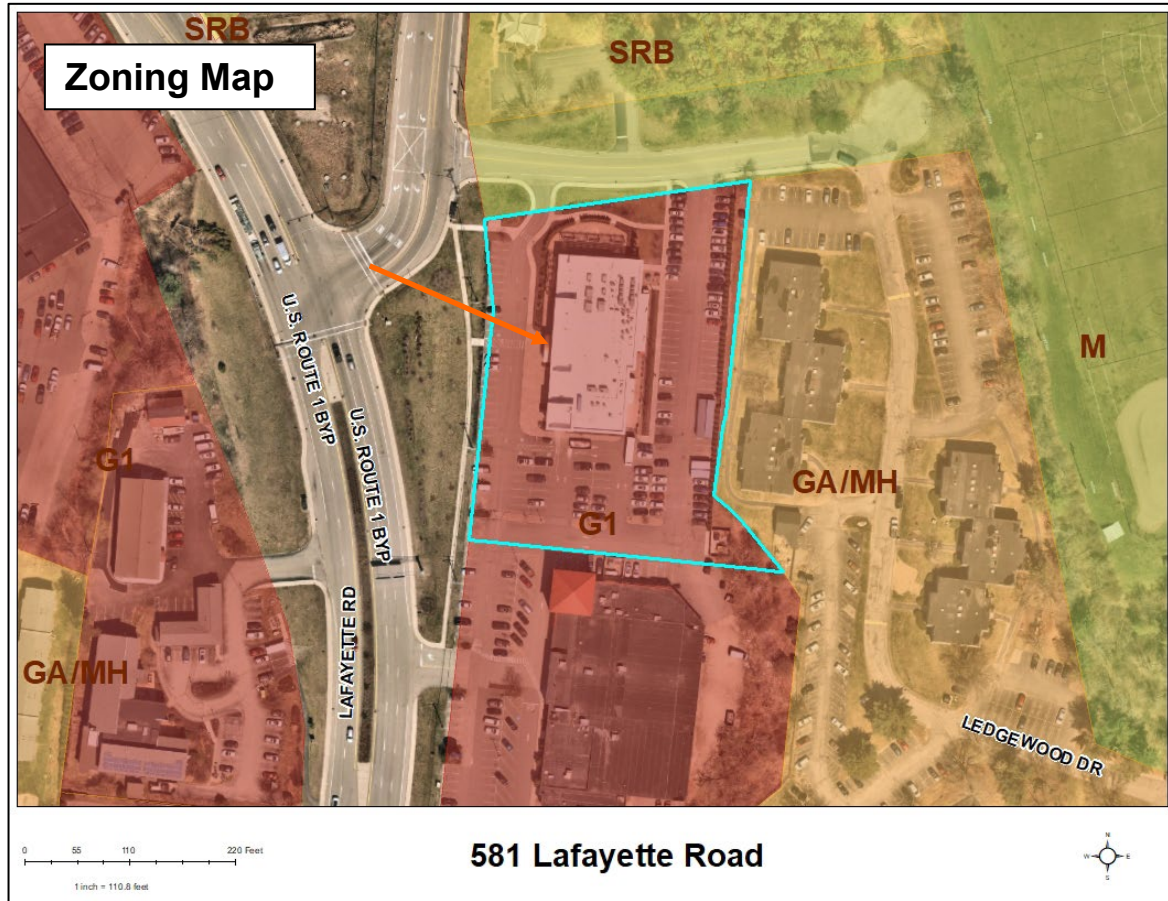 SRB
Zoning Map
SRB
M
U.S. ROUTE 1 BYP
U.S. ROUTE 1 BYP
G1
GA/MH
G1
LAFAYETTE RD
GA/MH
LEDGEWOOD DR
0 55 110 220 Feet
1 inch = 110.8 feet
581 Lafayette Road
N
W E
S